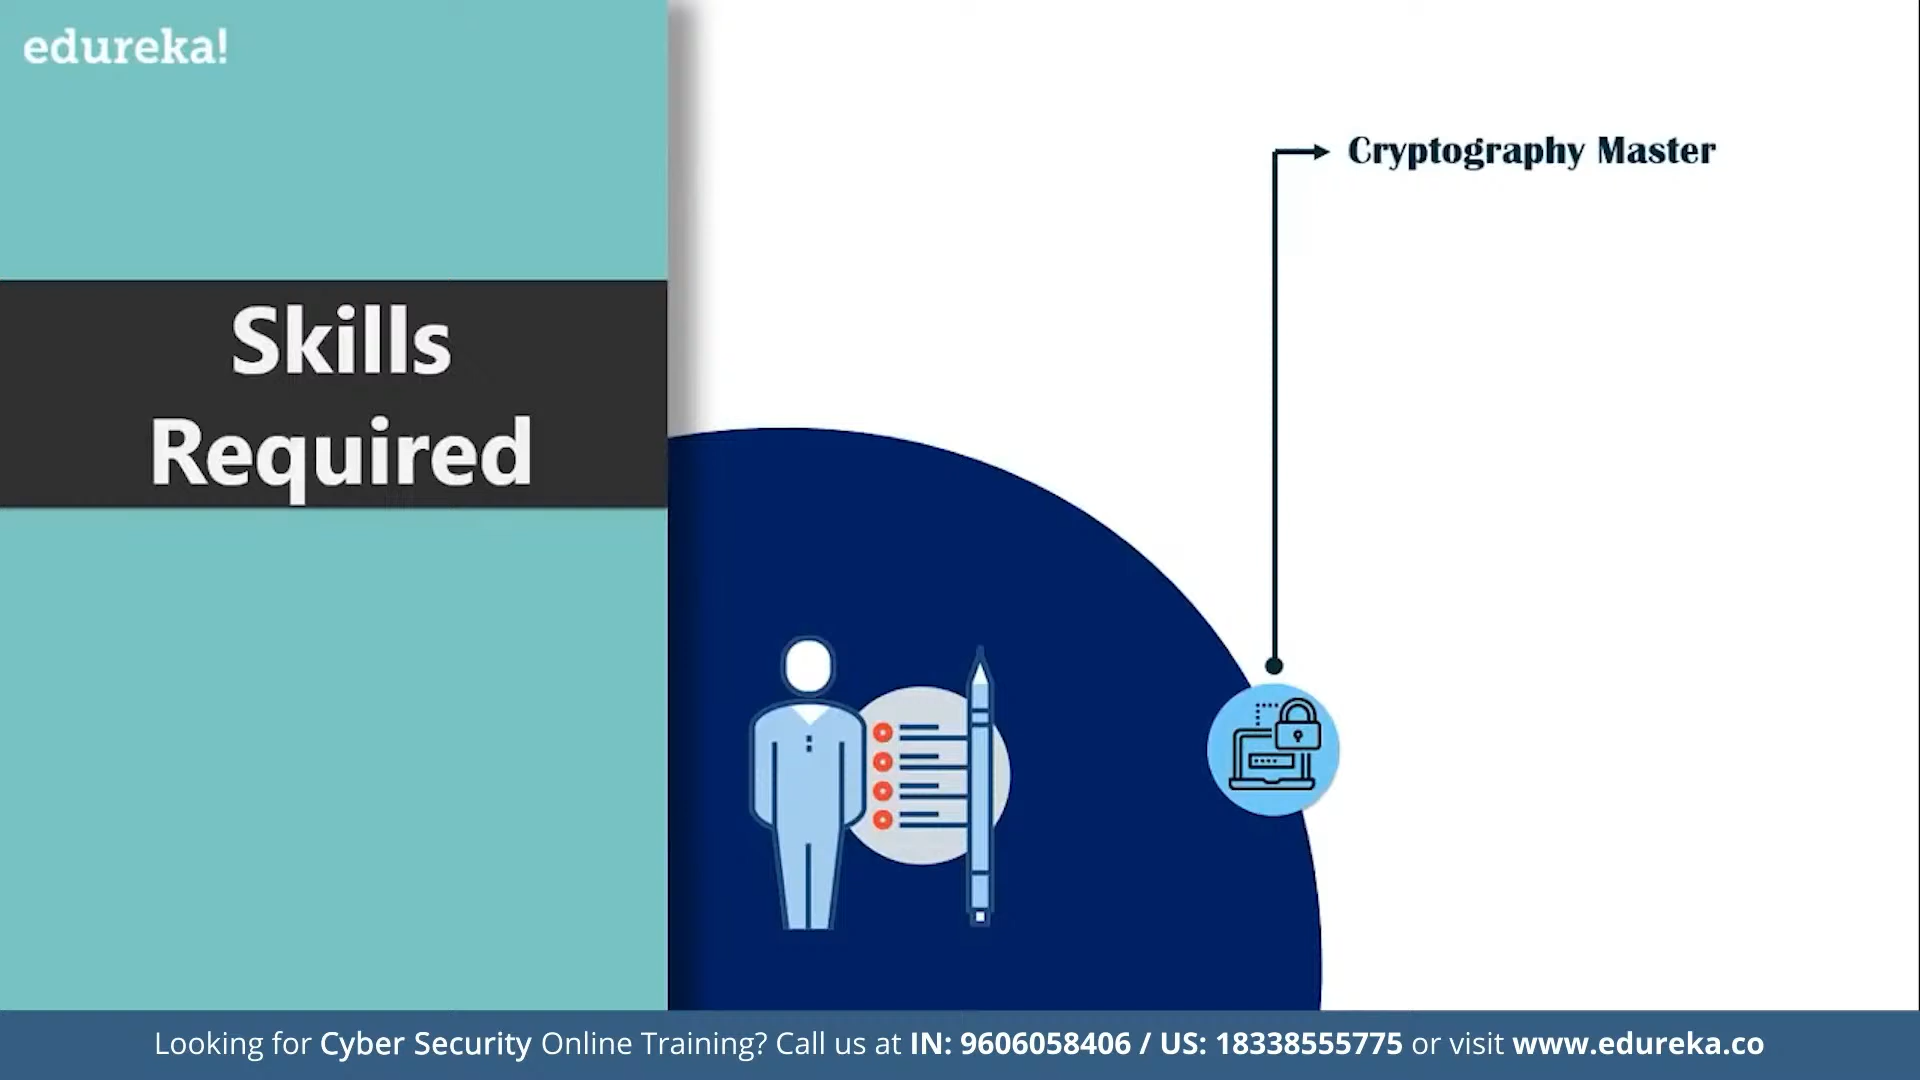 edureka!
Skills
Required
Cryptography Master
Looking for Cyber Security Online Training? Call us at IN: 9606058406 / US: 18338555775 or visit www.edureka.co